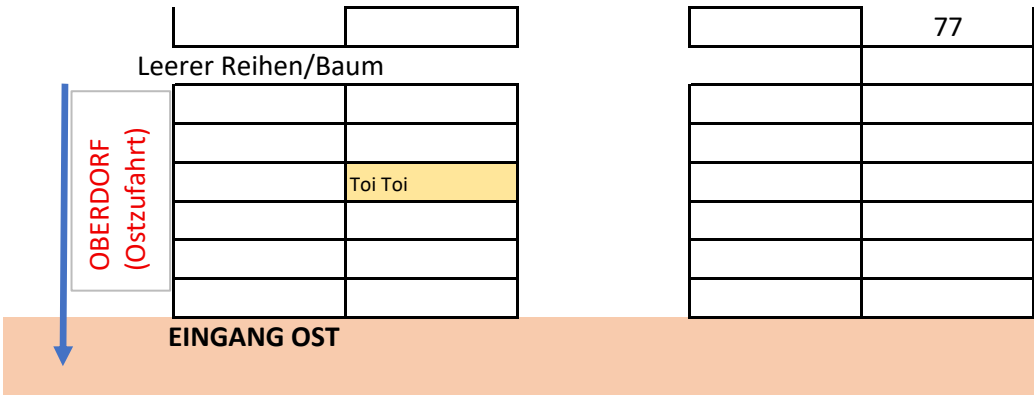 77
Leerer Reihen/Baum
OBERDORF
(Ostzufahrt)
Toi Toi
EINGANG OST